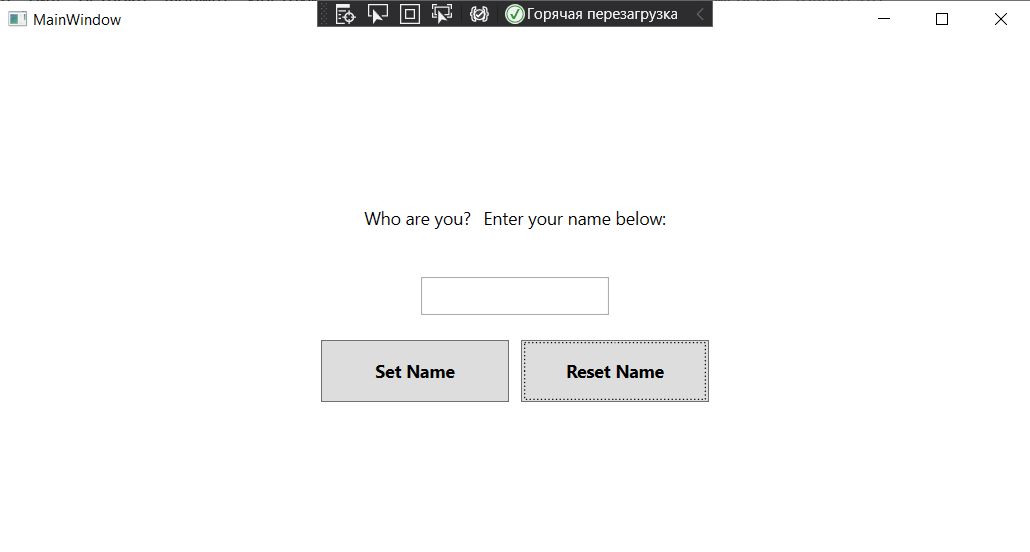 MainWindow
Горячая перезагрузка
Who are you? Enter your name below:
Set Name
Reset Name